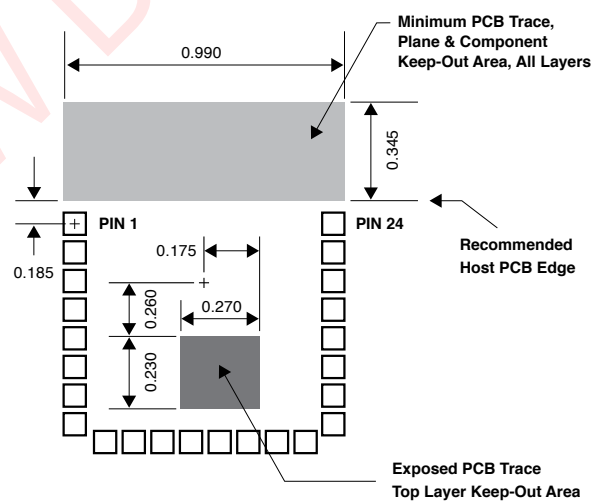 Minimum PCB Trace,
Plane & Component
Keep-Out Area, All Layers
0.990
0.345
PIN 1
PIN 24
0.185
0.175
Recommended
Host PCB Edge
0.260
0.270
0.230
Exposed PCB Trace
Top Layer Keep-Out Area